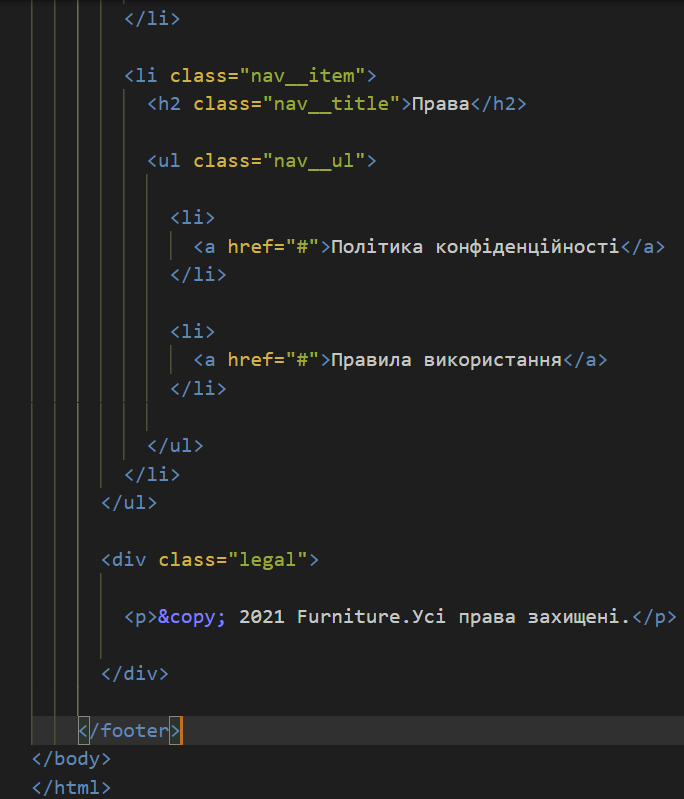 </li>
<li class="nav__item">
<h2 class="nav__title">Права</h2>
<ul class="nav__ul">
<li>
<a href="#">Політика конфіденційності</a>
</li>
<li>
<a href="#">Правила використання</a>
</li>
</ul>
</li>
</ul>
<div class="legal">
<p>&copy; 2021 Furniture.Усі права захищені.</p>
</div>
</footer>
</body>
</html>